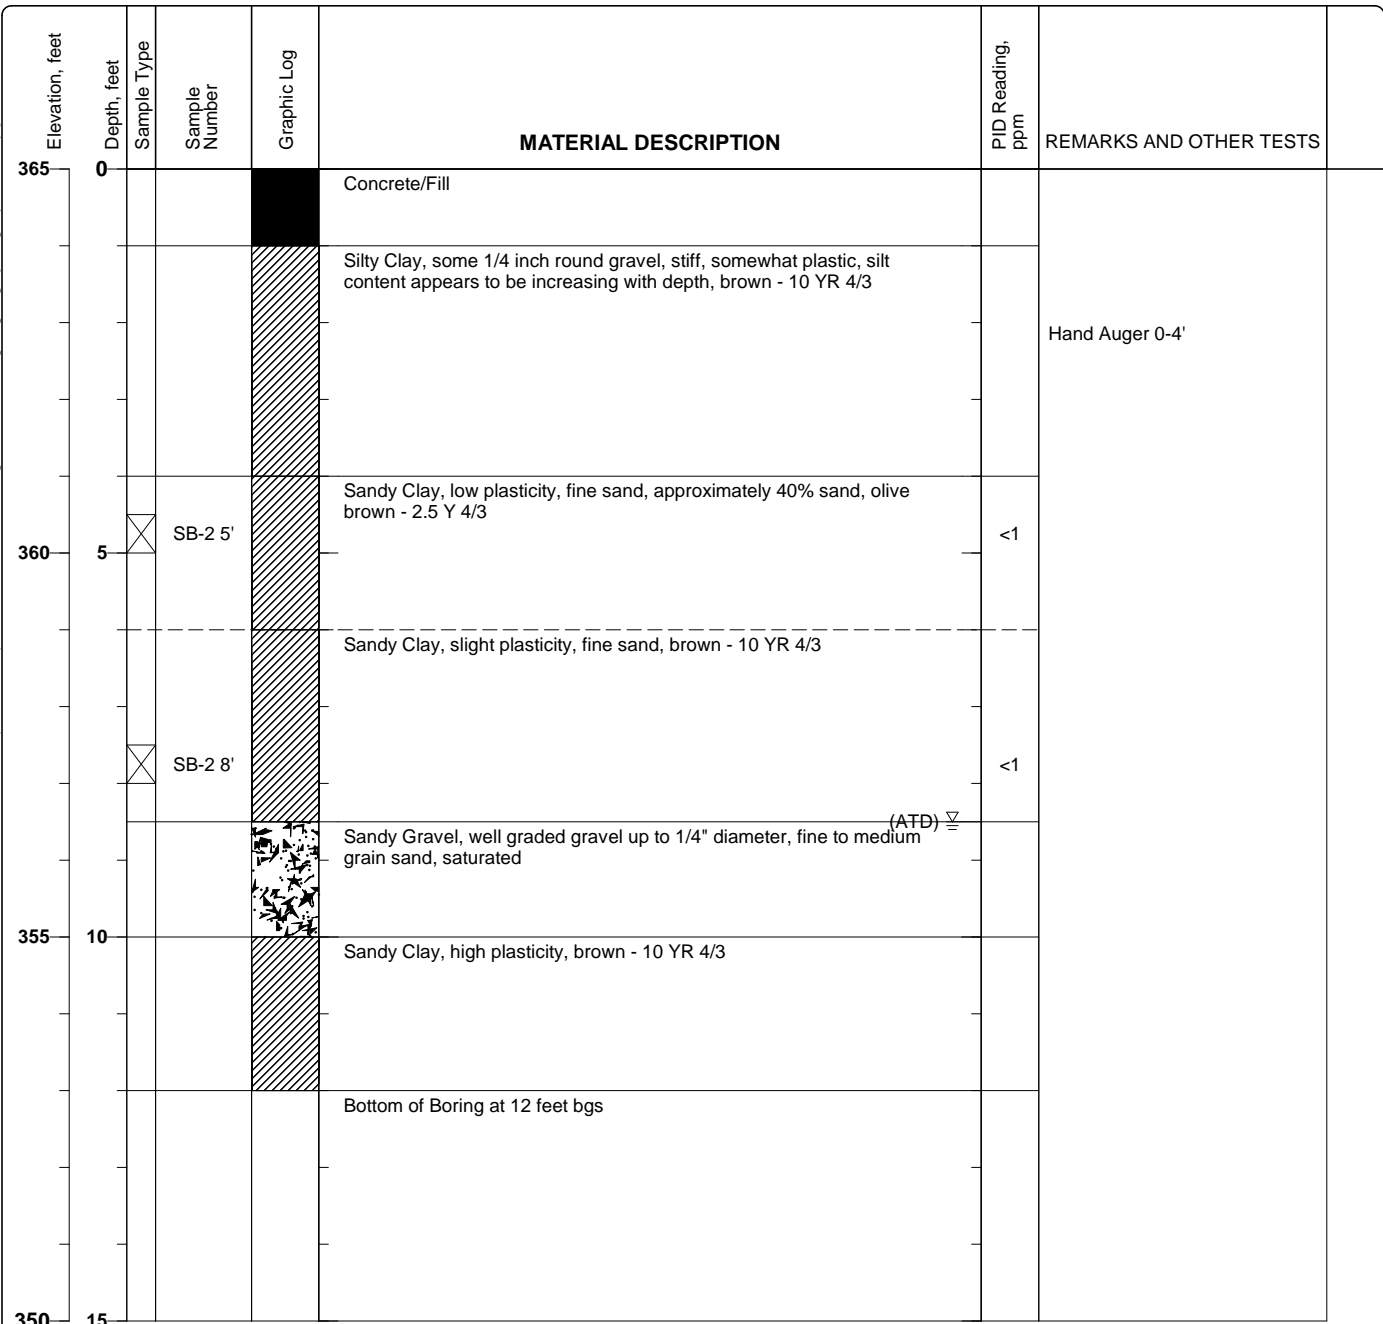 Elevation, feet
Depth, feet
Sample Type
Sample
Number
Graphic Log
MATERIAL DESCRIPTION
PID Reading,
ppm
REMARKS AND OTHER TESTS
365 0
Concrete/Fill
Silty Clay, some 1/4 inch round gravel, stiff, somewhat plastic, silt
content appears to be increasing with depth, brown - 10 YR 4/3
Hand Auger 0-4'
Sandy Clay, low plasticity, fine sand, approximately 40% sand, olive
brown - 2.5 Y 4/3
SB-2 5' <1
360 5
Sandy Clay, slight plasticity, fine sand, brown - 10 YR 4/3
SB-2 8' <1
(ATD)
Sandy Gravel, well graded gravel up to 1/4" diameter, fine to medium
grain sand, saturated
355 10
Sandy Clay, high plasticity, brown - 10 YR 4/3
Bottom of Boring at 12 feet bgs
350 15